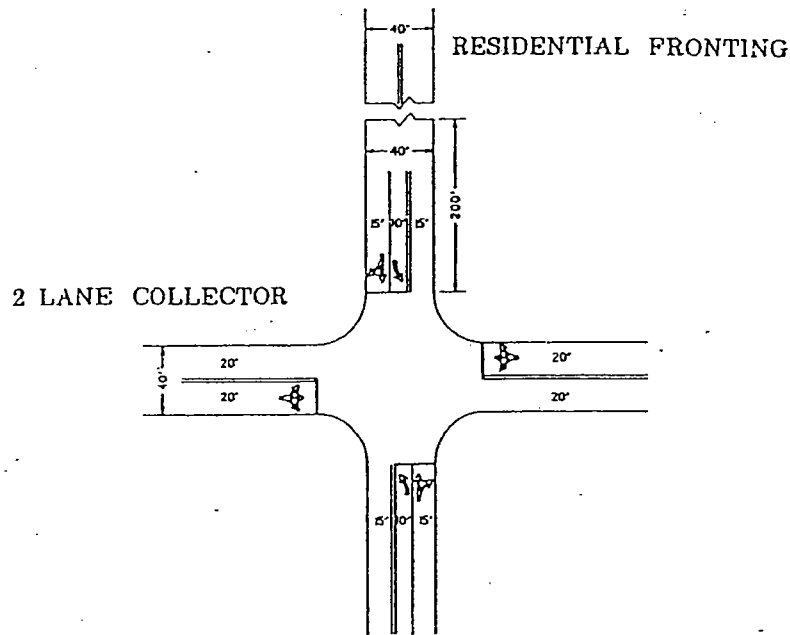 40'
RESIDENTIAL FRONTING
40'
200'
15' 10' 15'
2 LANE COLLECTOR
20' 20'
40'
20' 20'
15' 10' 15'